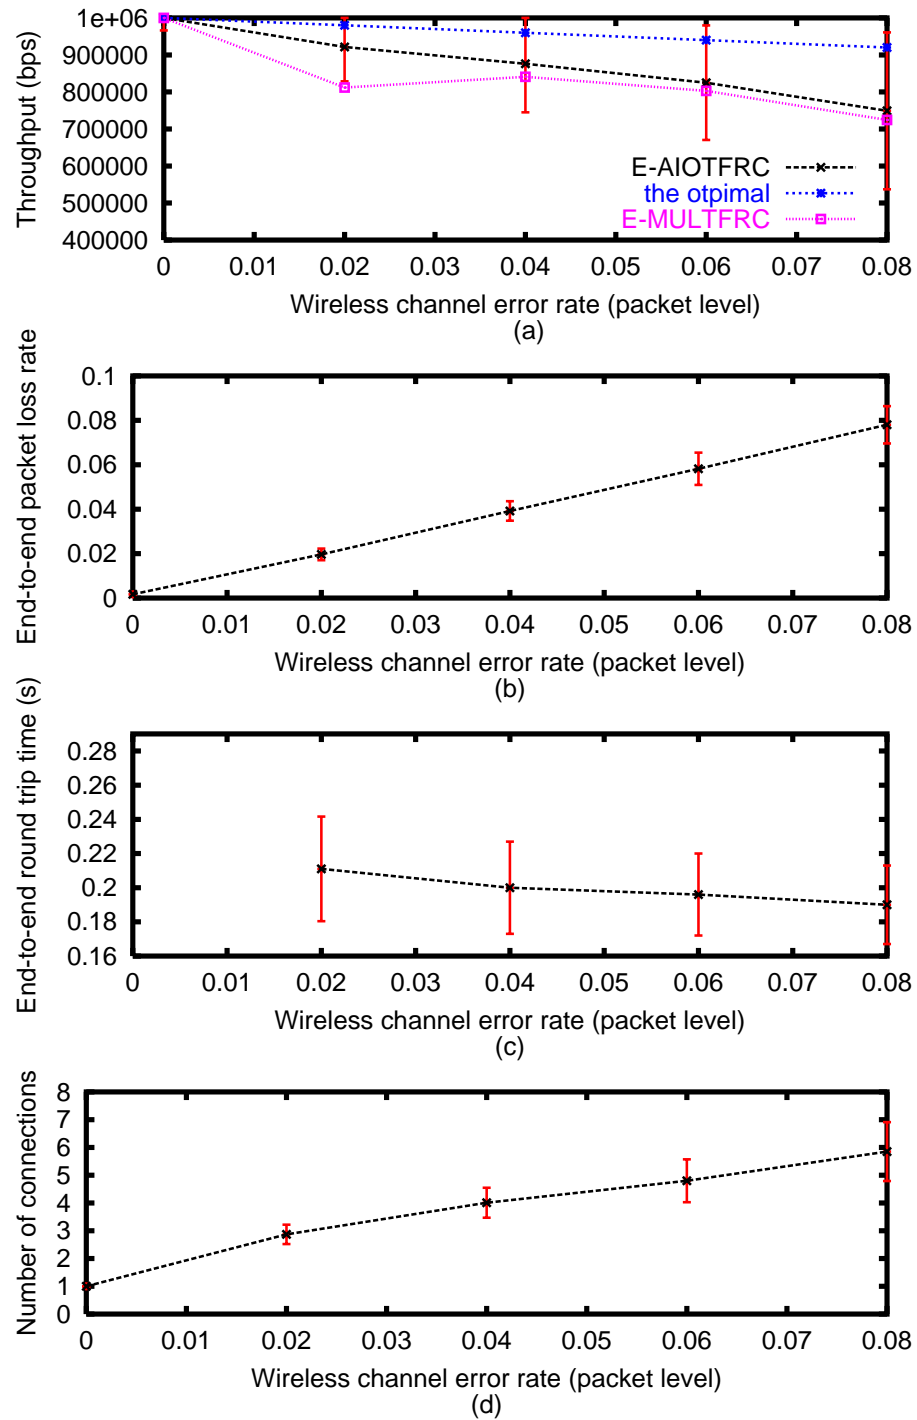 1e+06
900000
800000
700000
600000
500000
400000
Throughput (bps)
E-AIOTFRC
the otpimal
E-MULTFRC
0 0.01 0.02 0.03 0.04 0.05 0.06 0.07 0.08
Wireless channel error rate (packet level)
(a)
0.1
0.08
0.06
0.04
0.02
0
End-to-end packet loss rate
0 0.01 0.02 0.03 0.04 0.05 0.06 0.07 0.08
Wireless channel error rate (packet level)
(b)
0.28
0.26
0.24
0.22
0.2
0.18
0.16
End-to-end round trip time (s)
0 0.01 0.02 0.03 0.04 0.05 0.06 0.07 0.08
Wireless channel error rate (packet level)
(c)
8
7
6
5
4
3
2
1
0
Number of connections
0 0.01 0.02 0.03 0.04 0.05 0.06 0.07 0.08
Wireless channel error rate (packet level)
(d)